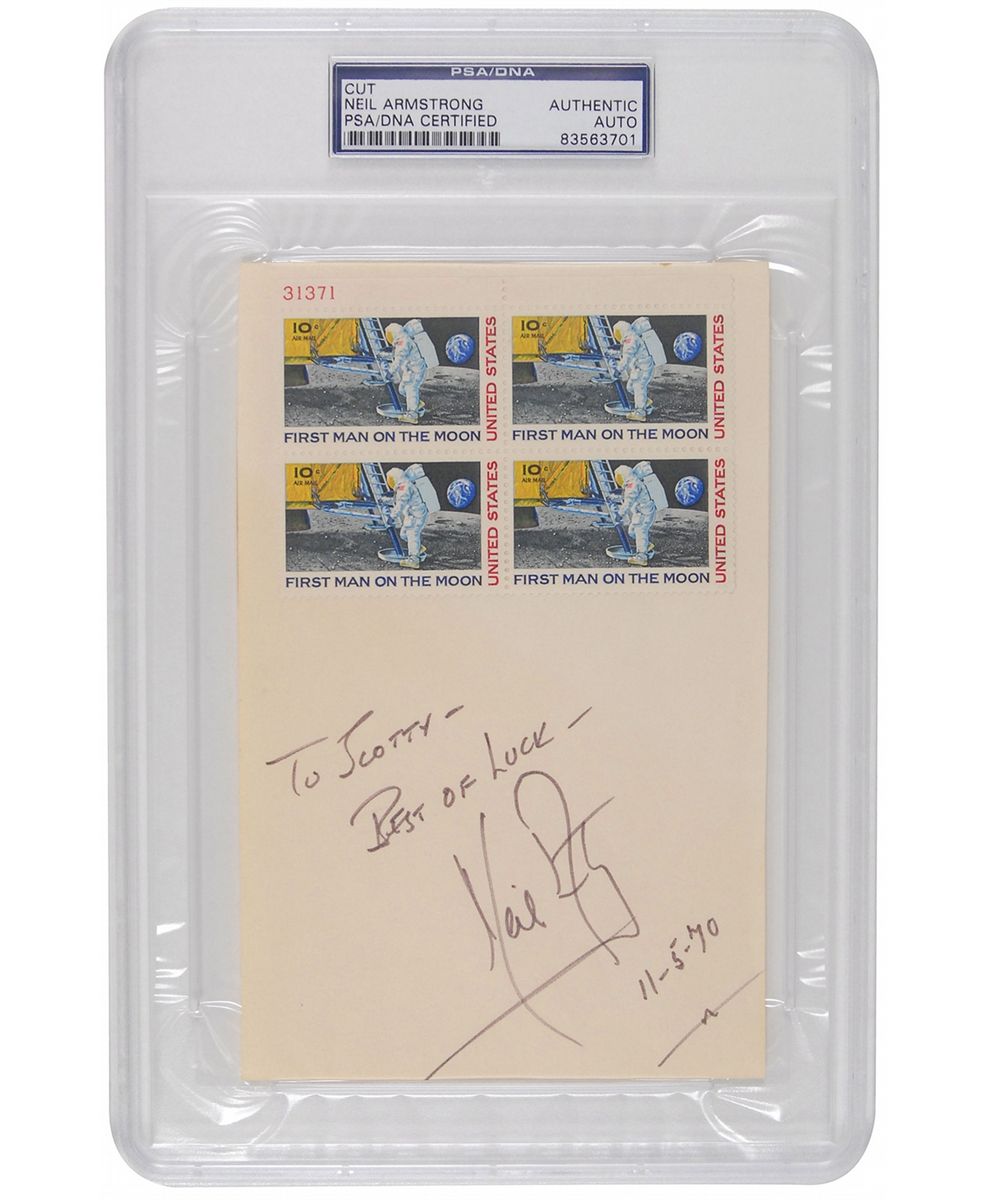 PSA/DNA
CUT
NEIL ARMSTRONG
PSA/DNA CERTIFIED
AUTHENTIC
AUTO
83563701
31371
10c
AIR MAIL
FIRST MAN ON THE MOON
UNITED STATES
10c
AIR MAIL
FIRST MAN ON THE MOON
UNITED STATES
10c
AIR MAIL
FIRST MAN ON THE MOON
UNITED STATES
10c
AIR MAIL
FIRST MAN ON THE MOON
UNITED STATES
To Scotty-
Best of Luck-
Neil
11-5-70